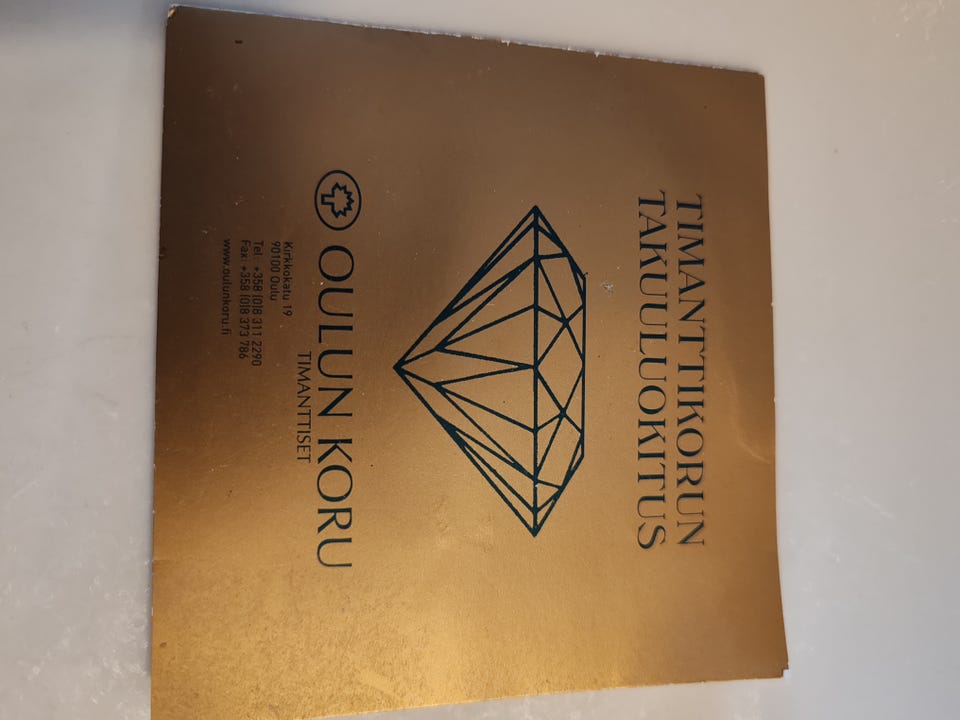 TIMANTTIKORUN
TAKUULUOKITUS
OULUN KORU
TIMANTTISET
Kirkkokatu 19
90100 Oulu
Tel. +358 (0)8 311 2290
Fax: +358 (0)8 373 786
www.oulunkoru.fi